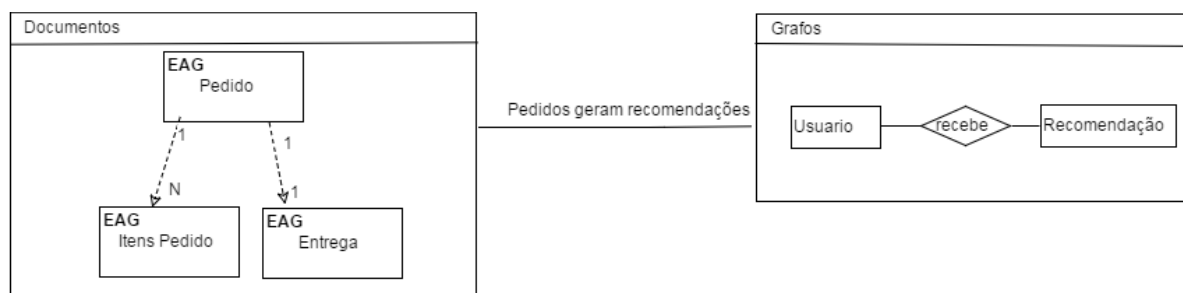 Documentos
EAG
Pedido
1
1
N
1
EAG
Itens Pedido
EAG
Entrega
Pedidos geram recomendações
Grafos
Usuario
recebe
Recomendação